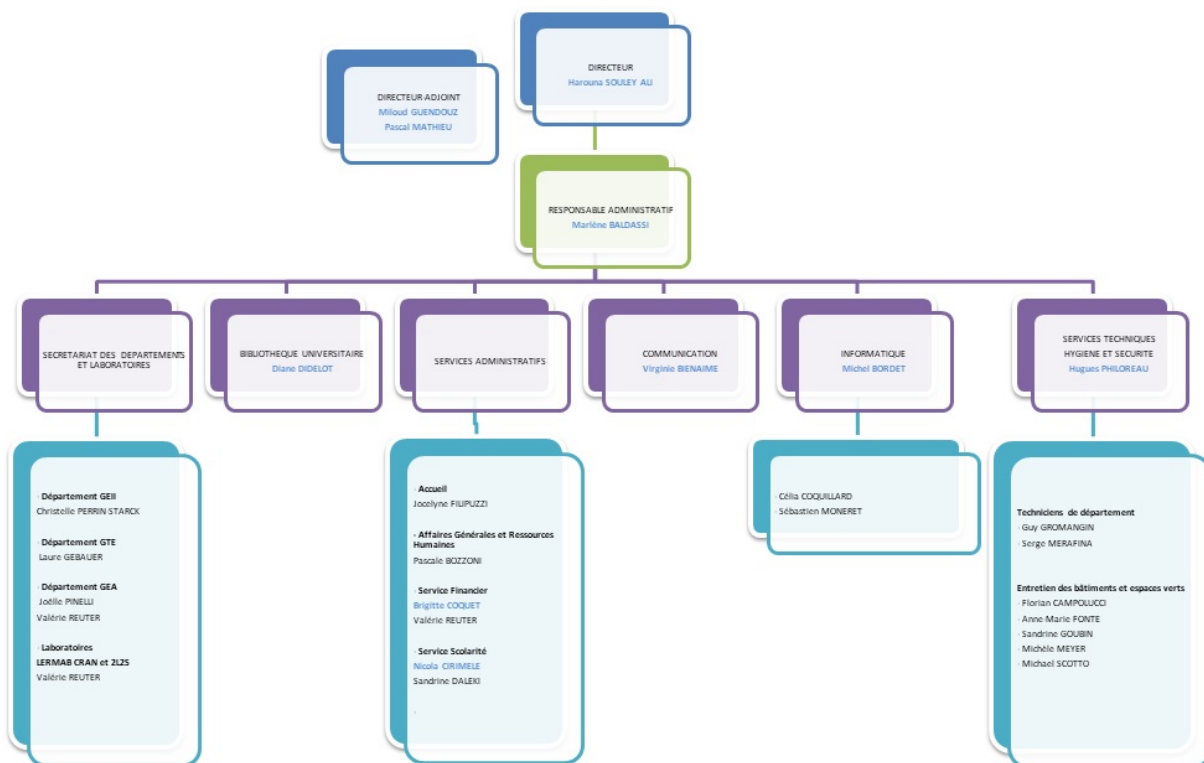 DIRECTEUR
Harouna SOULEY ALI
DIRECTEUR ADJOINT
Miloud GUENDOUZ
Pascal MATHIEU
RESPONSABLE ADMINISTRATIF
Marlène BALDASSI
SECRETARIAT DES DEPARTEMENTS
ET LABORATOIRES
BIBLIOTHEQUE UNIVERSITAIRE
Diane DIDELOT
SERVICES ADMINISTRATIFS
COMMUNICATION
Virginie BIENAIME
INFORMATIQUE
Michel BORDET
SERVICES TECHNIQUES
HYGIENE ET SECURITE
Hugues PHILOREAU
· Département GEII
Christelle PERRIN STARCK
· Département GTE
Laure GEBAUER
· Département GEA
Joëlle PINELLI
Valérie REUTER
· Laboratoires
LERMAB CRAN et 2L2S
Valérie REUTER
· Accueil
Jocelyne FILIPUZZI
· Affaires Générales et Ressources
Humaines
Pascale BOZZONI
· Service Financier
Brigitte COQUET
Valérie REUTER
· Service Scolarité
Nicola CIRIMELE
Sandrine DALEKI
·
· Célia COQUILLARD
· Sébastien MONERET
Techniciens de département
· Guy GROMANGIN
· Serge MERAFINA
Entretien des bâtiments et espaces verts
· Florian CAMPOLUCCI
· Anne Marie FONTE
· Sandrine GOUBIN
· Michèle MEYER
· Michael SCOTTO